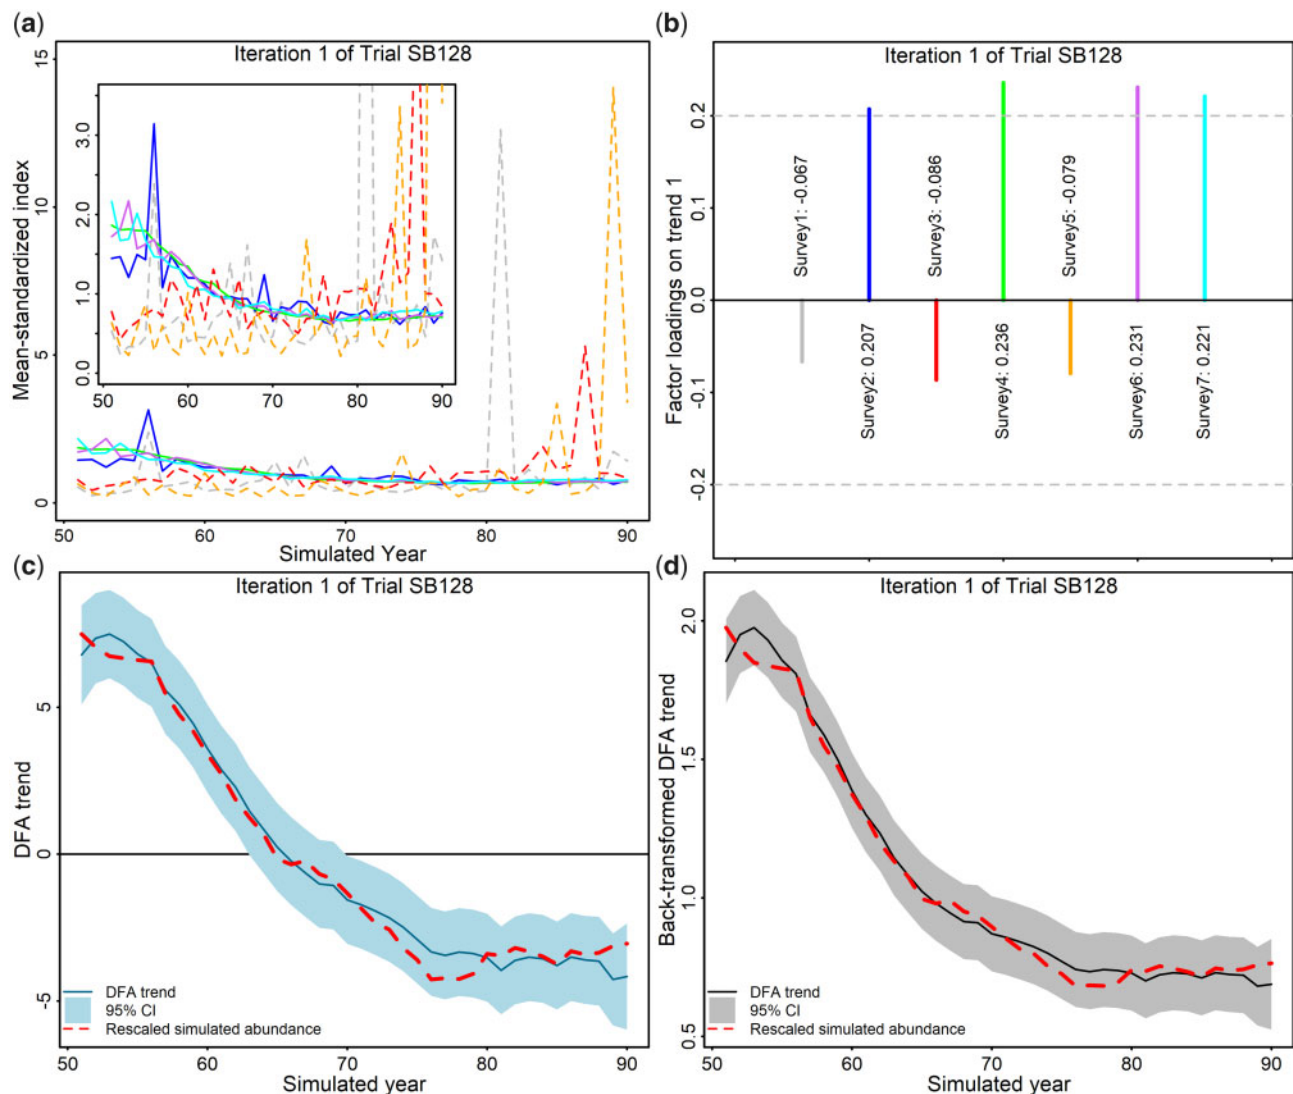 (a)
Iteration 1 of Trial SB128
Mean-standardized index
15
10
5
0
3.0
2.0
1.0
0.0
50 60 70 80 90
50 60 70 80 90
Simulated Year
(b)
Iteration 1 of Trial SB128
Factor loadings on trend 1
0.2
0.1
0.0
-0.1
-0.2
Survey1: -0.067
Survey2: 0.207
Survey3: -0.086
Survey4: 0.236
Survey5: -0.079
Survey6: 0.231
Survey7: 0.221
(c)
Iteration 1 of Trial SB128
DFA trend
5
0
-5
DFA trend
95% CI
Rescaled simulated abundance
50 60 70 80 90
Simulated year
(d)
Iteration 1 of Trial SB128
Back-transformed DFA trend
2.0
1.5
1.0
0.5
DFA trend
95% CI
Rescaled simulated abundance
50 60 70 80 90
Simulated year